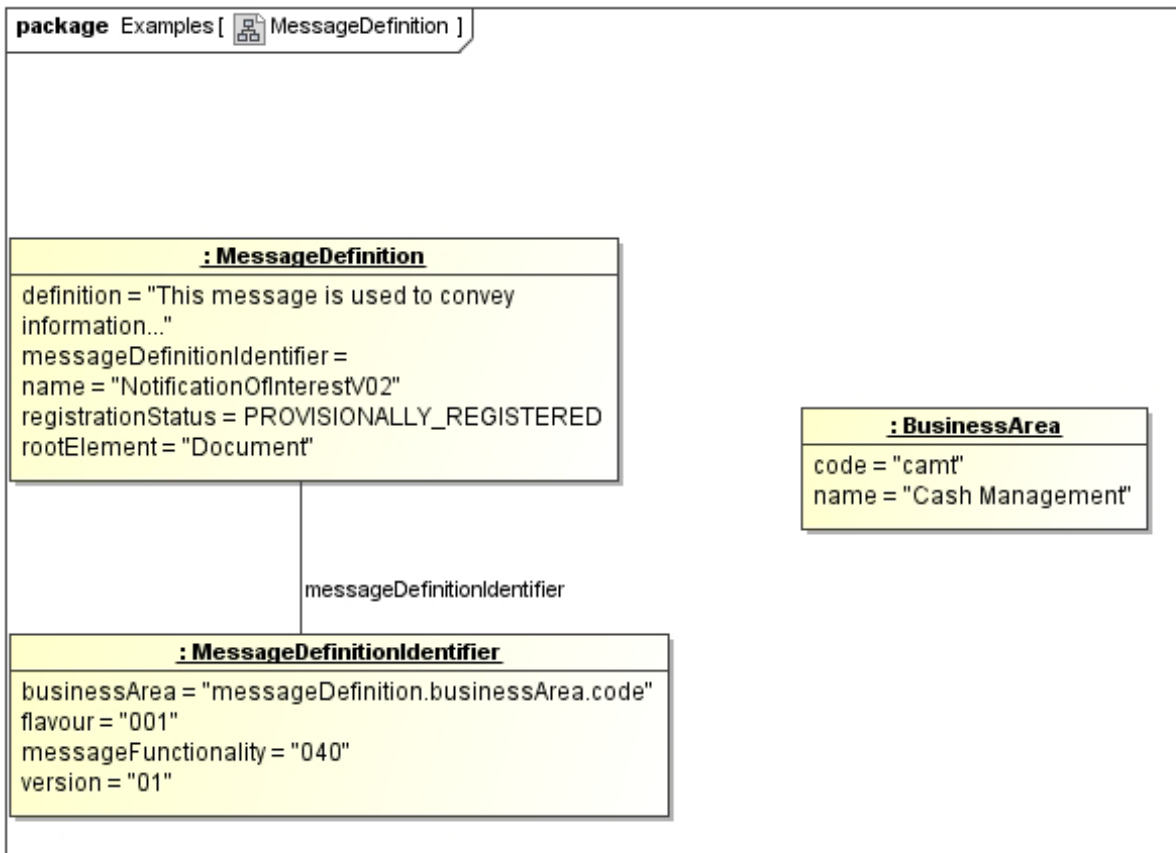 package Examples [ MessageDefinition ]
: MessageDefinition
definition = "This message is used to convey
information..."
messageDefinitionIdentifier =
name = "NotificationOfInterestV02"
registrationStatus = PROVISIONALLY_REGISTERED
rootElement = "Document"
: BusinessArea
code = "camt"
name = "Cash Management"
messageDefinitionIdentifier
: MessageDefinitionIdentifier
businessArea = "messageDefinition.businessArea.code"
flavour = "001"
messageFunctionality = "040"
version = "01"